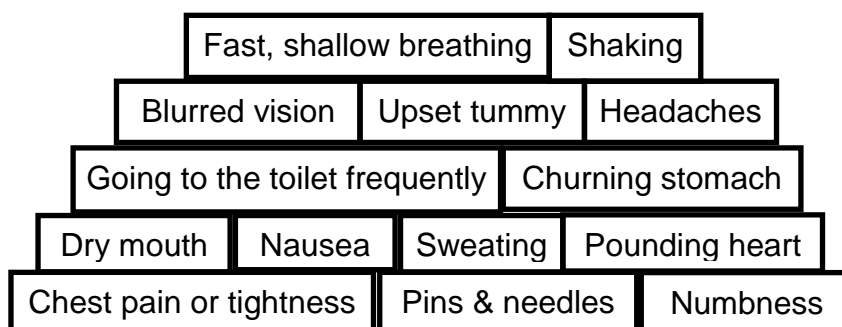 Fast, shallow breathing Shaking
Blurred vision Upset tummy Headaches
Going to the toilet frequently Churning stomach
Dry mouth Nausea Sweating Pounding heart
Chest pain or tightness Pins & needles Numbness